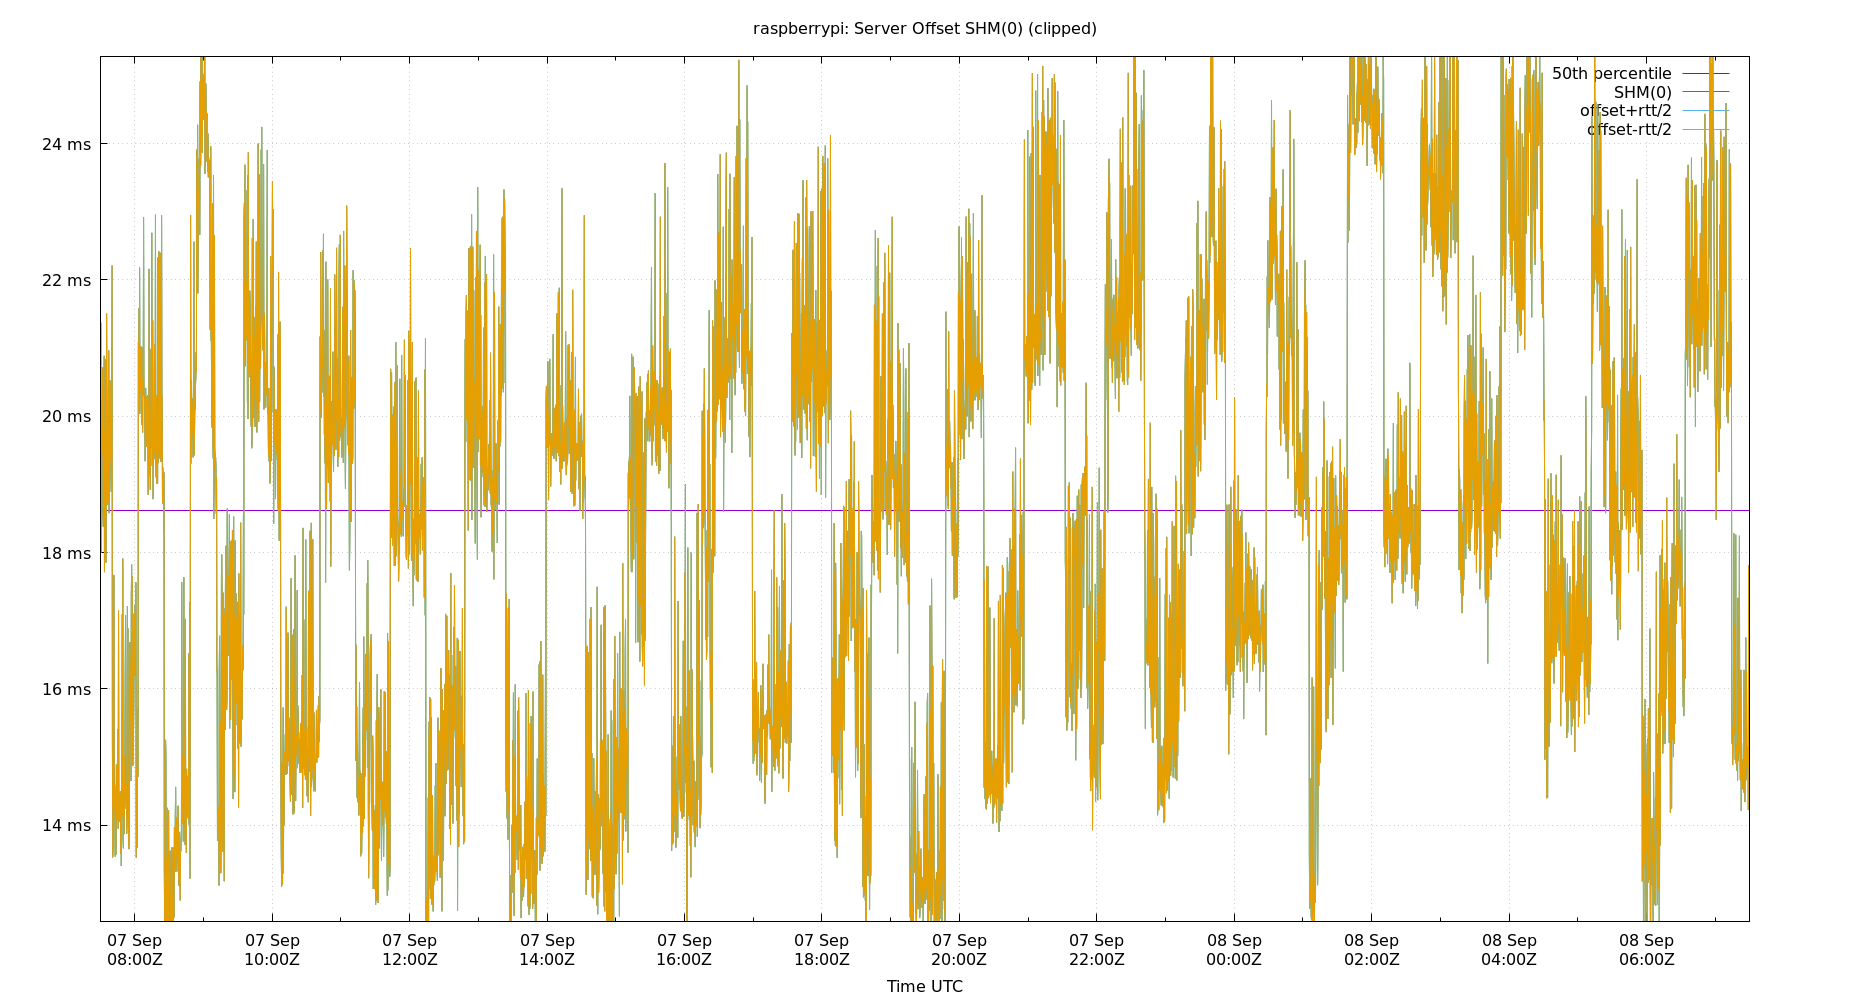 raspberrypi: Server Offset SHM(0) (clipped)
50th percentile
SHM(0)
offset+rtt/2
offset-rtt/2
24 ms
22 ms
20 ms
18 ms
16 ms
14 ms
07 Sep 07 Sep 07 Sep 07 Sep 07 Sep 07 Sep 07 Sep 07 Sep 08 Sep 08 Sep 08 Sep 08 Sep
08:00Z 10:00Z 12:00Z 14:00Z 16:00Z 18:00Z 20:00Z 22:00Z 00:00Z 02:00Z 04:00Z 06:00Z
Time UTC